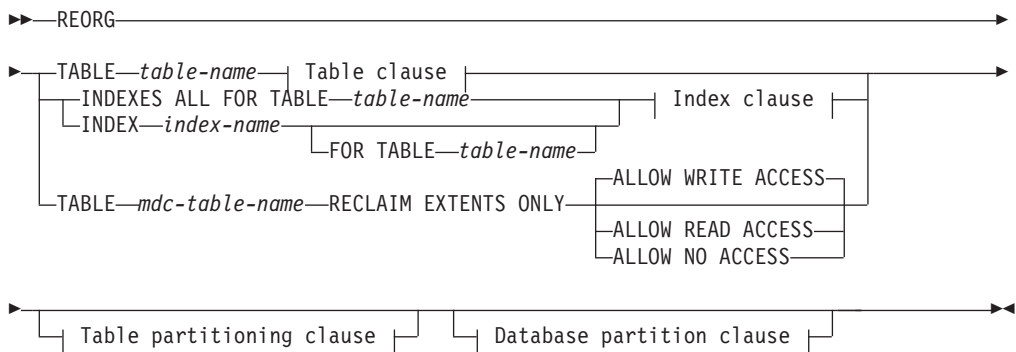 REORG
TABLE table-name Table clause
INDEXES ALL FOR TABLE table-name Index clause
INDEX index-name
FOR TABLE table-name
ALLOW WRITE ACCESS
TABLE mdc-table-name RECLAIM EXTENTS ONLY
ALLOW READ ACCESS
ALLOW NO ACCESS
Table partitioning clause Database partition clause